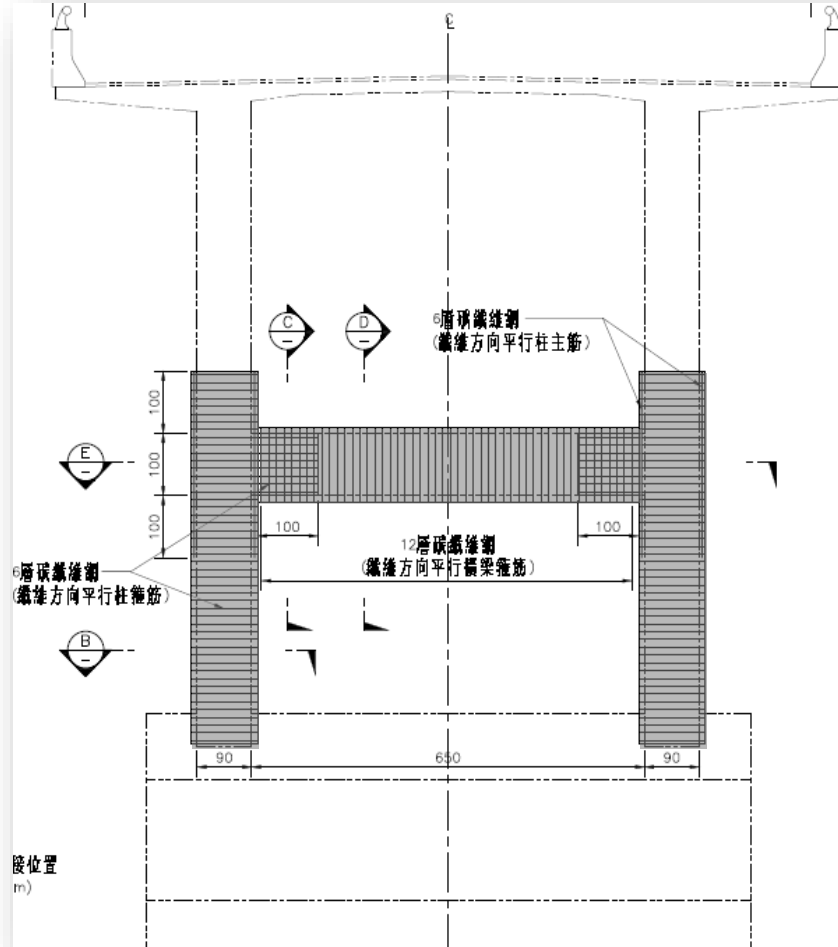 ℄
C
–
D
–
6層碳纖維網
(纖維方向平行柱主筋)
100
E
–
100
100
100
100
12層碳纖維網
(纖維方向平行橫梁箍筋)
6層碳纖維網
(纖維方向平行柱箍筋)
B
–
90
650
90
接位置
m)